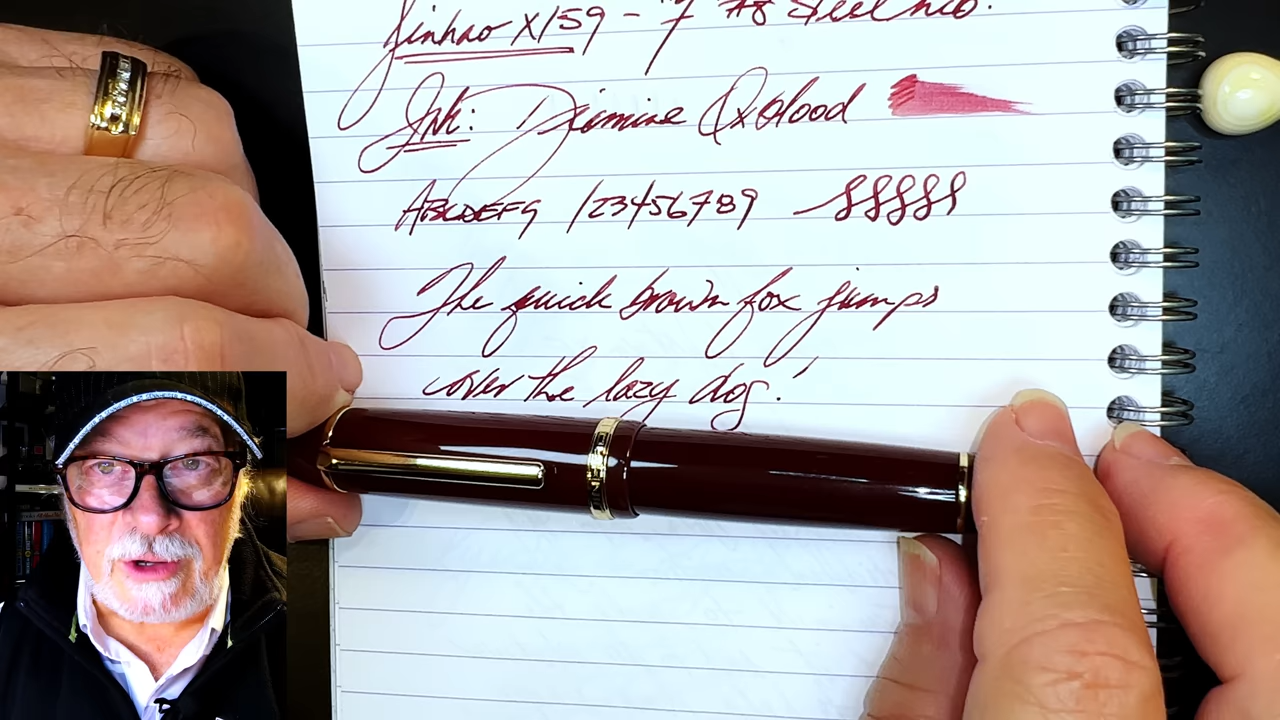 Jinhao X159 - "f" #8 Steel nib.
Ink: Diamine Oxblood
ABCDEFG 123456789
The quick brown fox jumps
over the lazy dog!